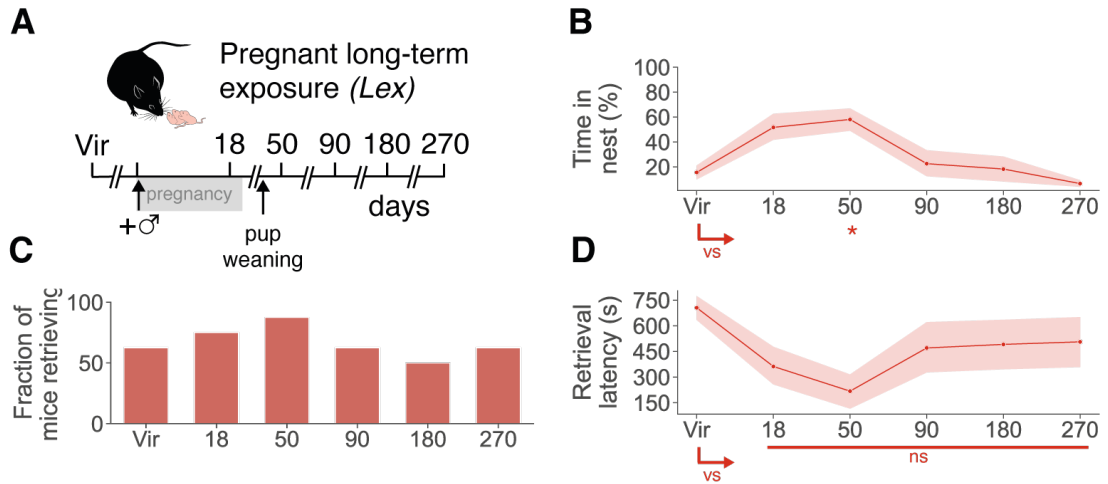 A
Pregnant long-term
exposure (Lex)
Vir 18 50 90 180 270
pregnancy
days
+♂
pup
weaning
B
Time in
nest (%)
100
80
60
40
20
Vir 18 50 90 180 270
*
vs
C
Fraction of
mice retrieving
100
50
0
Vir 18 50 90 180 270
D
Retrieval
latency (s)
750
600
450
300
150
Vir 18 50 90 180 270
ns
vs